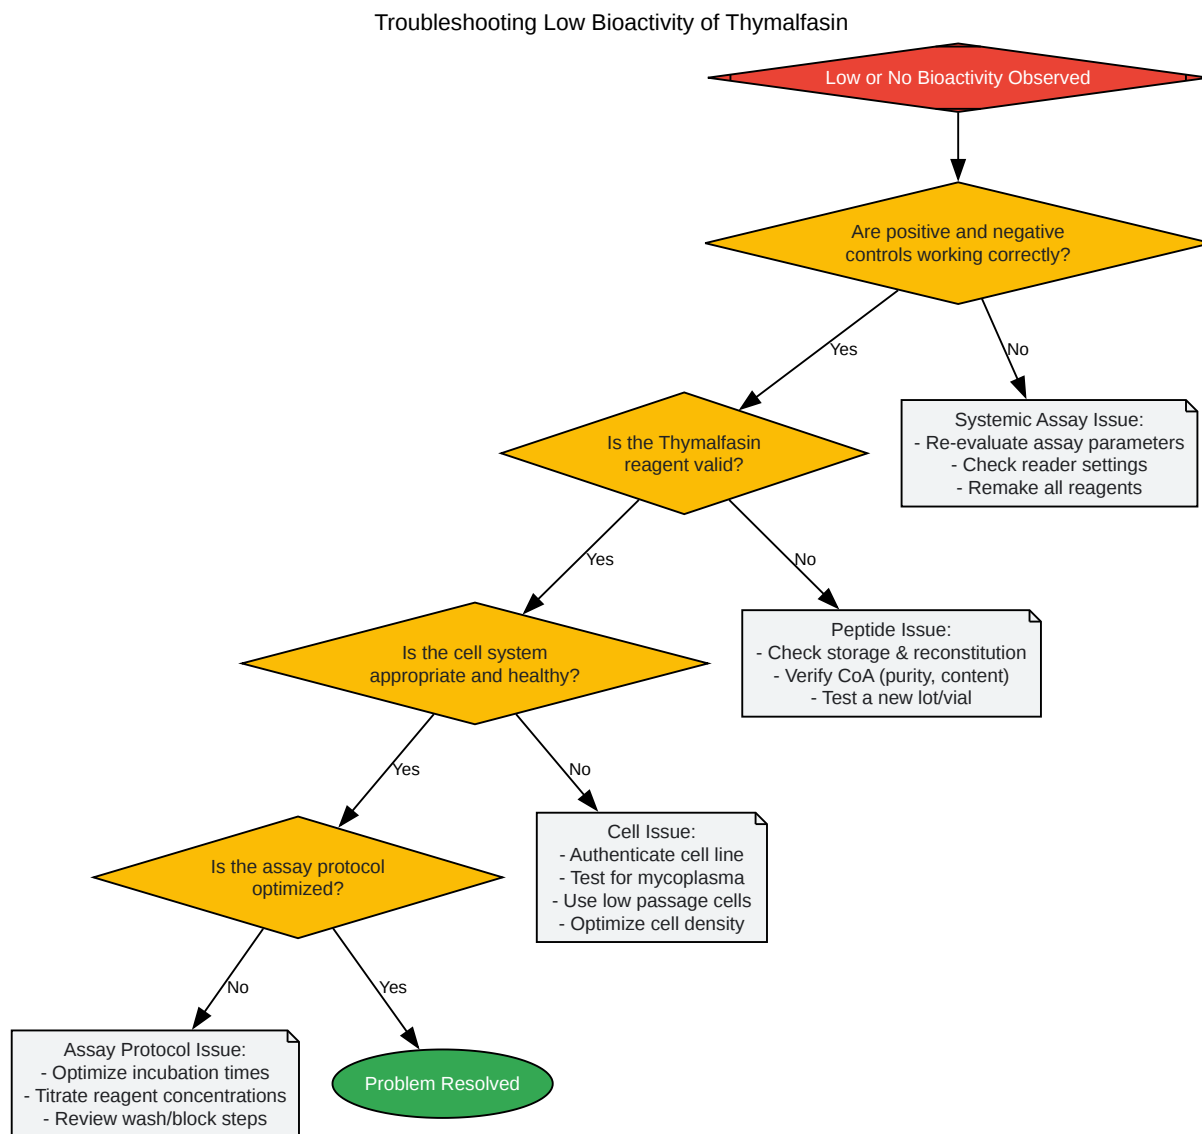 Troubleshooting Low Bioactivity of Thymalfasin
Low or No Bioactivity Observed
Are positive and negative
controls working correctly?
Yes
No
Is the Thymalfasin
reagent valid?
Systemic Assay Issue:
- Re-evaluate assay parameters
- Check reader settings
- Remake all reagents
Yes
No
Is the cell system
appropriate and healthy?
Peptide Issue:
- Check storage & reconstitution
- Verify CoA (purity, content)
- Test a new lot/vial
Yes
No
Is the assay protocol
optimized?
Cell Issue:
- Authenticate cell line
- Test for mycoplasma
- Use low passage cells
- Optimize cell density
No
Yes
Assay Protocol Issue:
- Optimize incubation times
- Titrate reagent concentrations
- Review wash/block steps
Problem Resolved